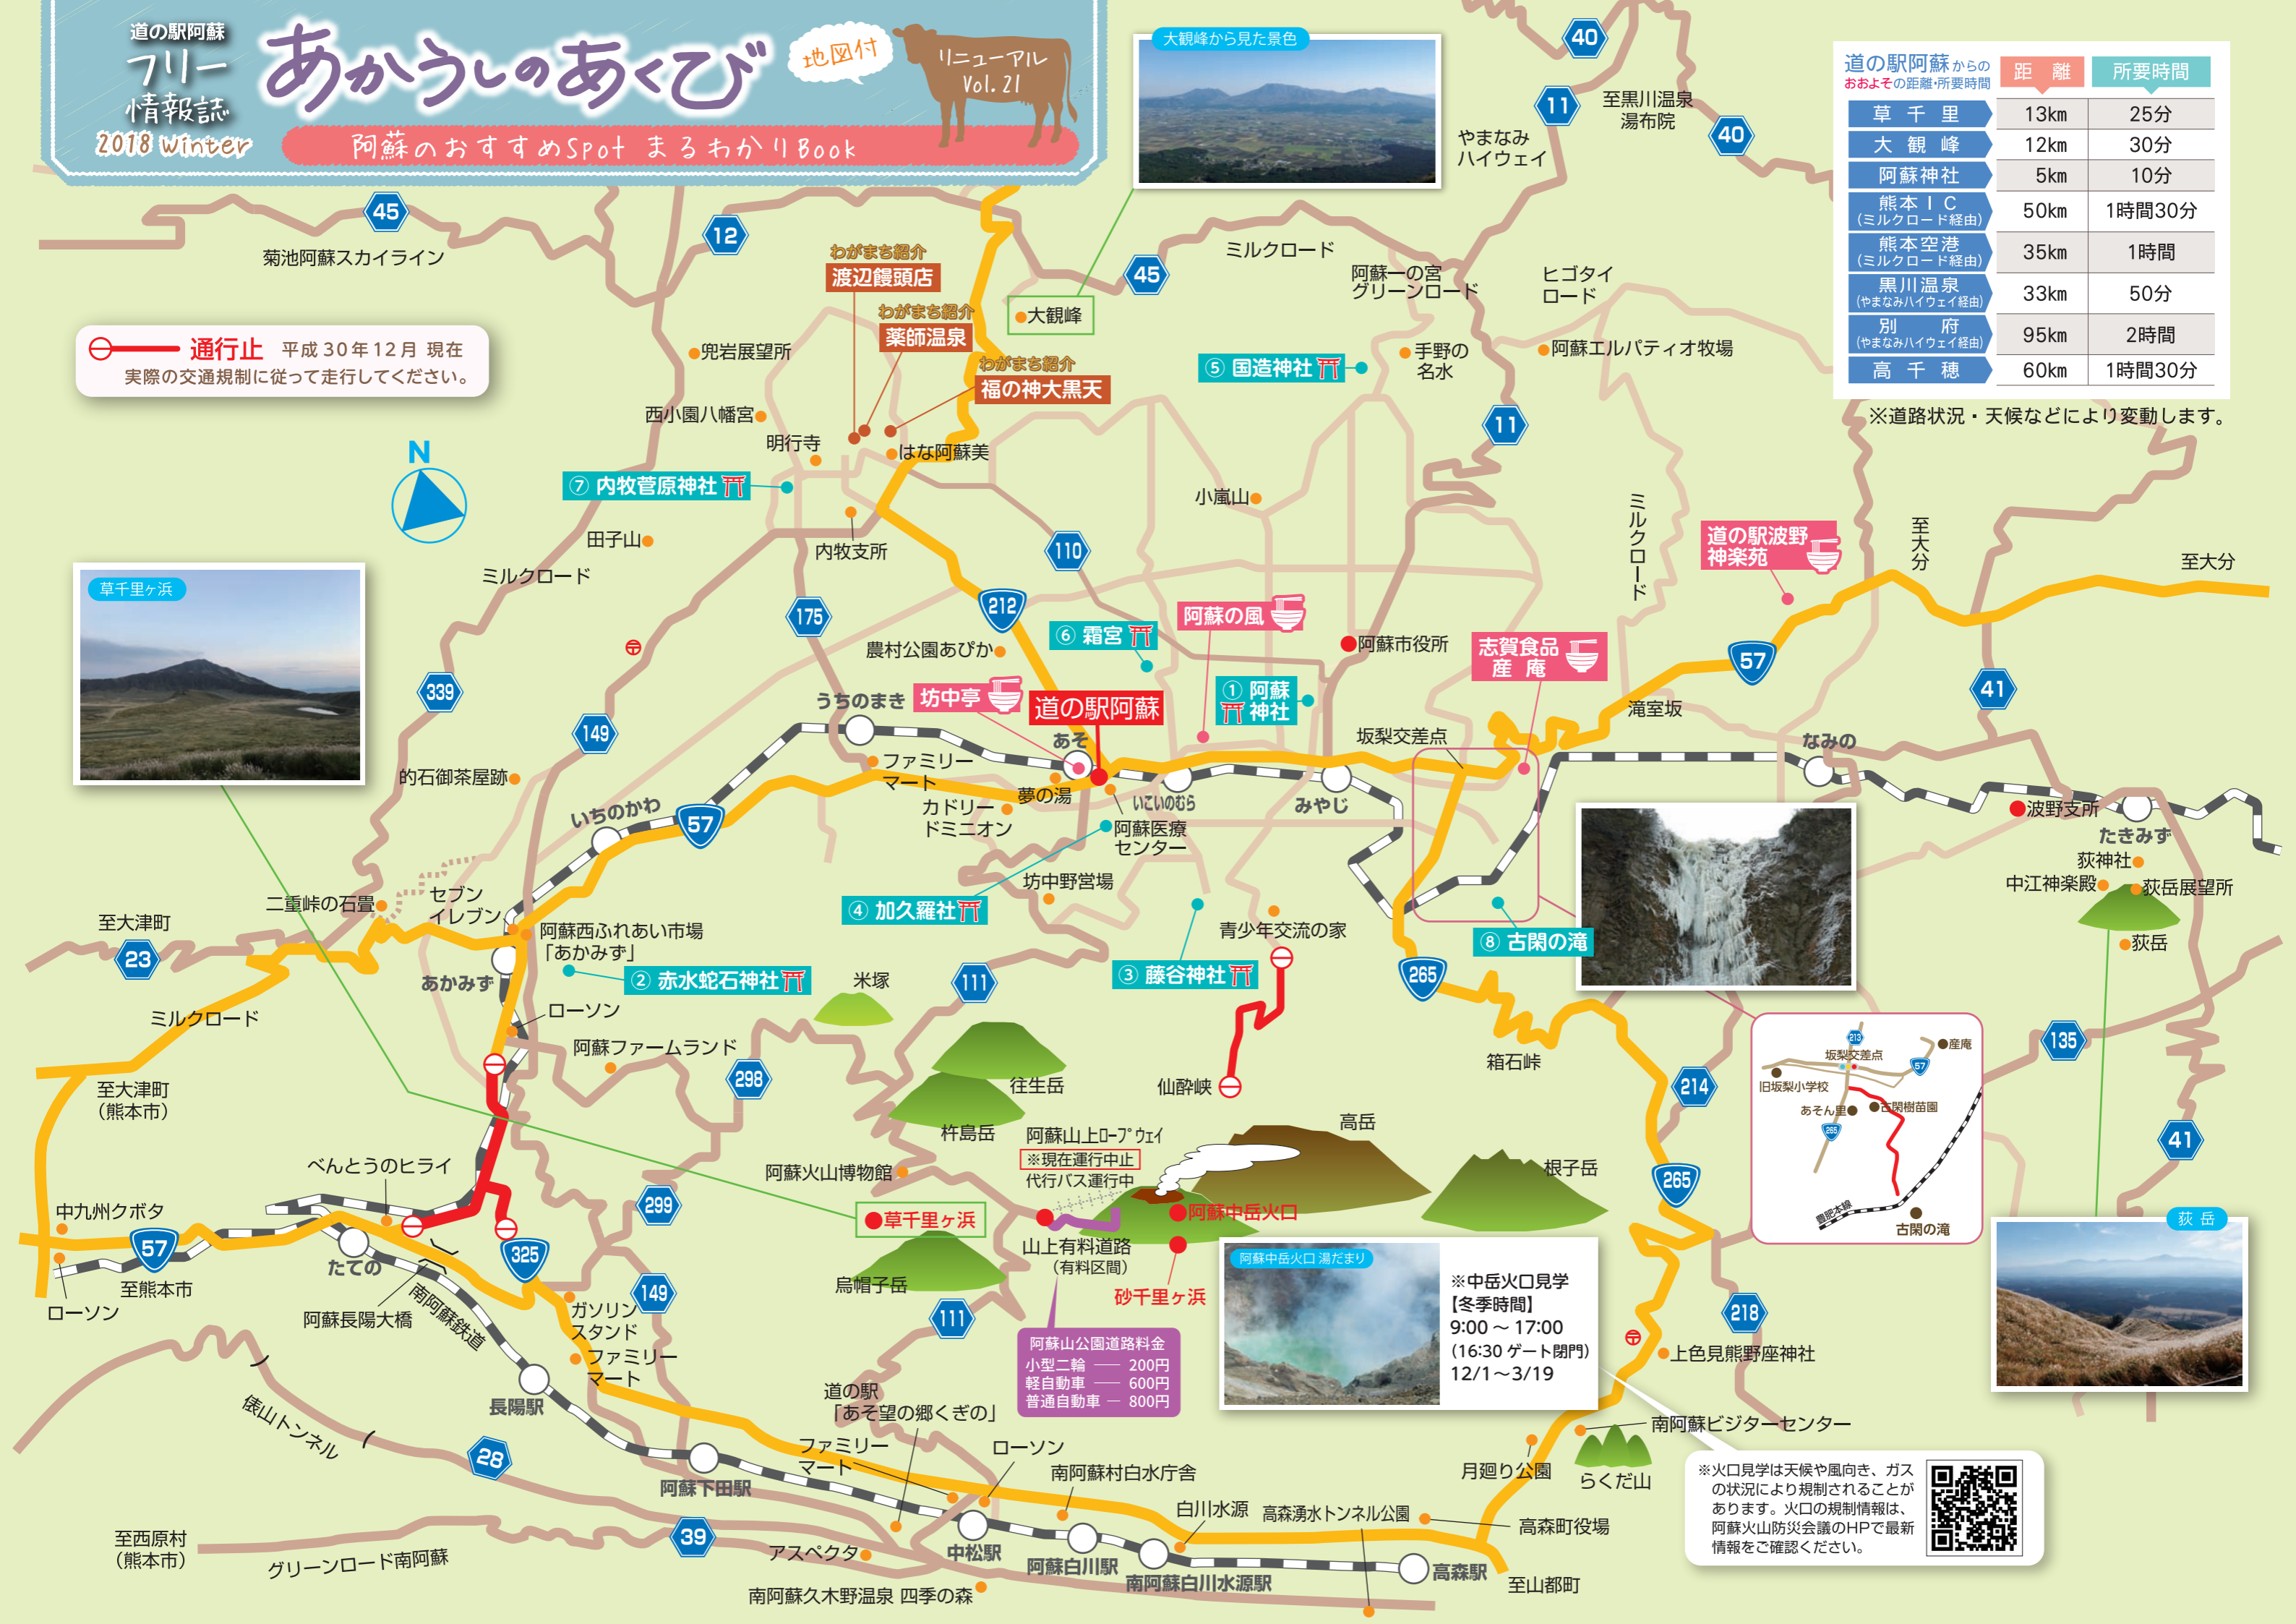 道の駅阿蘇
フリー
情報誌
2018 Winter
あかうしのあくび
地図付
リニューアル
Vol. 21
阿蘇のおすすめSpot まるわかりBook
大観峰から見た景色
道の駅阿蘇からの
おおよその距離・所要時間
距 離
所要時間
草 千 里 13km 25分
大 観 峰 12km 30分
阿蘇神社 5km 10分
熊本IC
(ミルクロード経由)
50km 1時間30分
熊本空港
(ミルクロード経由)
35km 1時間
黒川温泉
(やまなみハイウェイ経由)
33km 50分
別 府
(やまなみハイウェイ経由)
95km 2時間
高 千 穂 60km 1時間30分
※道路状況・天候などにより変動します。
40
11
至黒川温泉
湯布院
40
やまなみ
ハイウェイ
45
菊池阿蘇スカイライン
12
45
ミルクロード
阿蘇一の宮
グリーンロード
ヒゴタイ
ロード
通行止 平成30年12月 現在
実際の交通規制に従って走行してください。
わがまち紹介
渡辺饅頭店
わがまち紹介
薬師温泉
わがまち紹介
福の神大黒天
大観峰
兜岩展望所
⑤ 国造神社
手野の
名水
阿蘇エルパティオ牧場
西小園八幡宮
明行寺
はな阿蘇美
11
N
⑦ 内牧菅原神社
小嵐山
田子山
内牧支所
110
ミルクロード
ミルクロード
道の駅波野
神楽苑
至大分
至大分
草千里ヶ浜
175
212
阿蘇の風
⑥ 霜宮
農村公園あぴか
阿蘇市役所
志賀食品
産 庵
57
339
坊中亭
道の駅阿蘇
① 阿蘇
神社
41
うちのまき
149
あそ
坂梨交差点
滝室坂
なみの
的石御茶屋跡
ファミリー
マート
夢の湯
カドリー
ドミニオン
いこいのむら
みやじ
いちのかわ
57
阿蘇医療
センター
波野支所
たきみず
荻神社
中江神楽殿
荻岳展望所
荻岳
坊中野営場
二重峠の石畳
セブン
イレブン
④ 加久羅社
至大津町
23
阿蘇西ふれあい市場
「あかみず」
青少年交流の家
⑧ 古閑の滝
あかみず
② 赤水蛇石神社
米塚
111
③ 藤谷神社
265
ミルクロード
ローソン
阿蘇ファームランド
298
往生岳
仙酔峡
箱石峠
135
213
坂梨交差点
産庵
57
旧坂梨小学校
あそん里
古閑樹苗園
265
豊肥本線
古閑の滝
214
至大津町
(熊本市)
杵島岳
高岳
41
阿蘇山上ロープウェイ
※現在運行中止
代行バス運行中
べんとうのヒライ
阿蘇火山博物館
根子岳
265
中九州クボタ
299
草千里ヶ浜
阿蘇中岳火口
荻 岳
57
325
たての
山上有料道路
(有料区間)
至熊本市
烏帽子岳
砂千里ヶ浜
阿蘇中岳火口 湯だまり
※中岳火口見学
【冬季時間】
9:00 ～ 17:00
(16:30 ゲート閉門)
12/1～3/19
ローソン
阿蘇長陽大橋
南阿蘇鉄道
149
ガソリン
スタンド
111
218
阿蘇山公園道路料金
小型二輪 ── 200円
軽自動車 ── 600円
普通自動車 ─ 800円
ファミリー
マート
上色見熊野座神社
俵山トンネル
長陽駅
道の駅
「あそ望の郷くぎの」
28
ファミリー
マート
ローソン
南阿蘇村白水庁舎
南阿蘇ビジターセンター
月廻り公園
らくだ山
※火口見学は天候や風向き、ガス
の状況により規制されることが
あります。火口の規制情報は、
阿蘇火山防災会議のHPで最新
情報をご確認ください。
阿蘇下田駅
白川水源
高森湧水トンネル公園
高森町役場
至西原村
(熊本市)
39
グリーンロード南阿蘇
アスペクタ
中松駅
阿蘇白川駅
南阿蘇白川水源駅
高森駅
至山都町
南阿蘇久木野温泉 四季の森